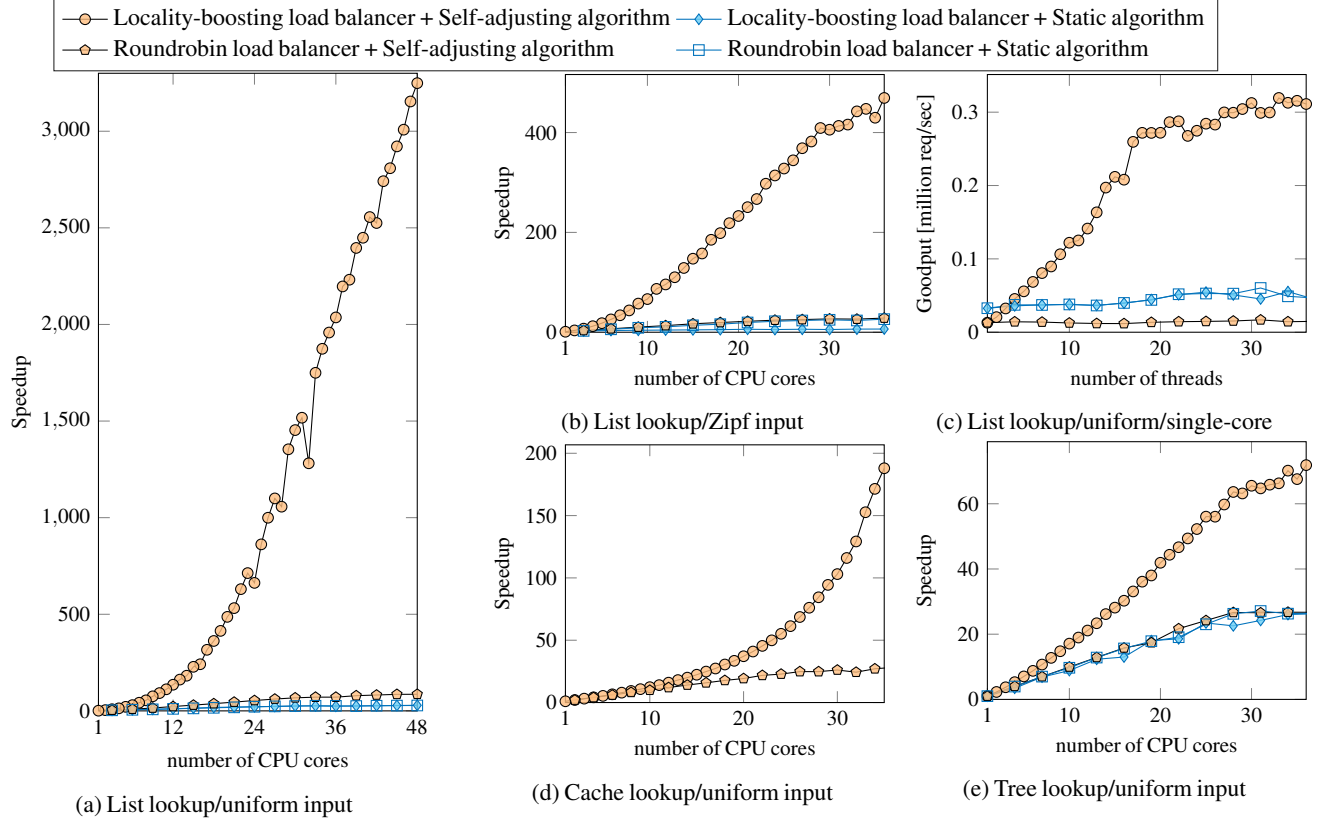 Locality-boosting load balancer + Self-adjusting algorithm
Locality-boosting load balancer + Static algorithm
Roundrobin load balancer + Self-adjusting algorithm
Roundrobin load balancer + Static algorithm
Speedup
3,000
2,500
2,000
1,500
1,000
500
0
1 12 24 36 48
number of CPU cores
(a) List lookup/uniform input
Speedup
400
200
0
1 10 20 30
number of CPU cores
(b) List lookup/Zipf input
Goodput [million req/sec]
0.3
0.2
0.1
0
10 20 30
number of threads
(c) List lookup/uniform/single-core
Speedup
200
150
100
50
0
1 10 20 30
number of CPU cores
(d) Cache lookup/uniform input
Speedup
60
40
20
0
1 10 20 30
number of CPU cores
(e) Tree lookup/uniform input